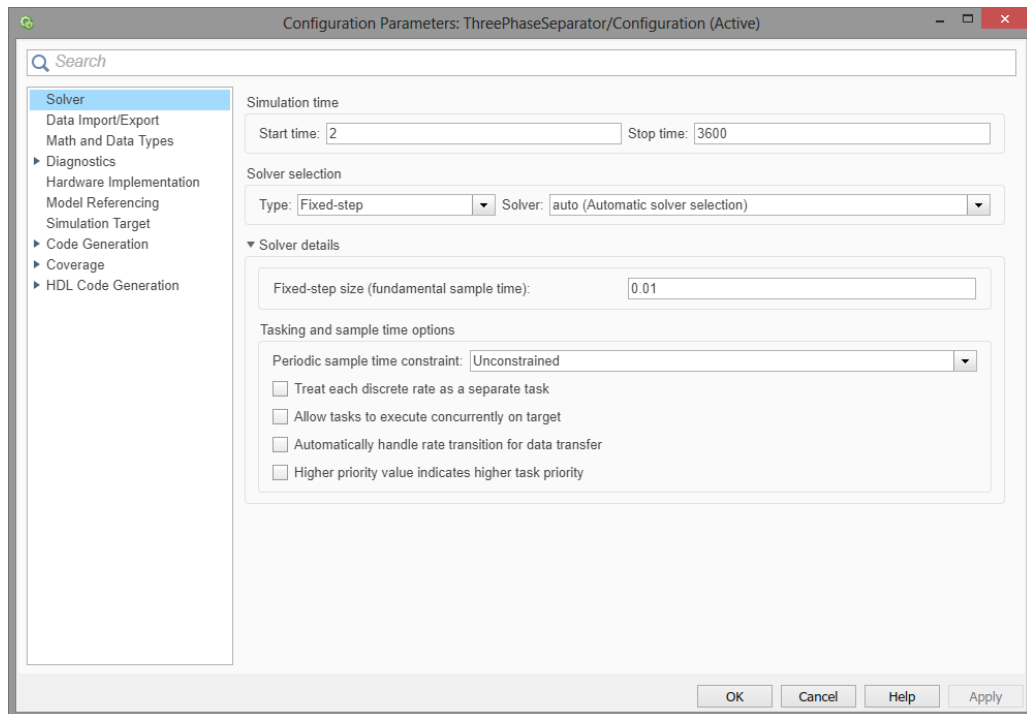 Configuration Parameters: ThreePhaseSeparator/Configuration (Active)
Search
Solver
Data Import/Export
Math and Data Types
Diagnostics
Hardware Implementation
Model Referencing
Simulation Target
Code Generation
Coverage
HDL Code Generation
Simulation time
Start time: 2 Stop time: 3600
Solver selection
Type: Fixed-step Solver: auto (Automatic solver selection)
Solver details
Fixed-step size (fundamental sample time): 0.01
Tasking and sample time options
Periodic sample time constraint: Unconstrained
Treat each discrete rate as a separate task
Allow tasks to execute concurrently on target
Automatically handle rate transition for data transfer
Higher priority value indicates higher task priority
OK Cancel Help Apply